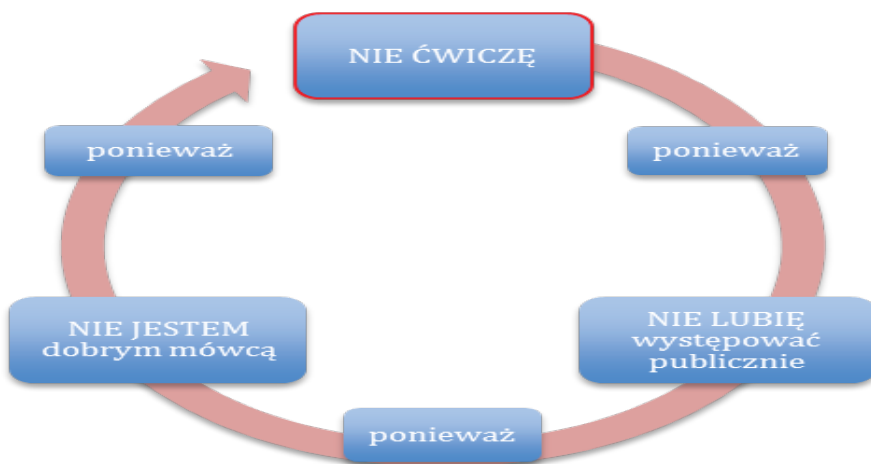 NIE ĆWICZĘ
ponieważ
NIE LUBIĘ
występować
publicznie
ponieważ
NIE JESTEM
dobrym mówcą
ponieważ